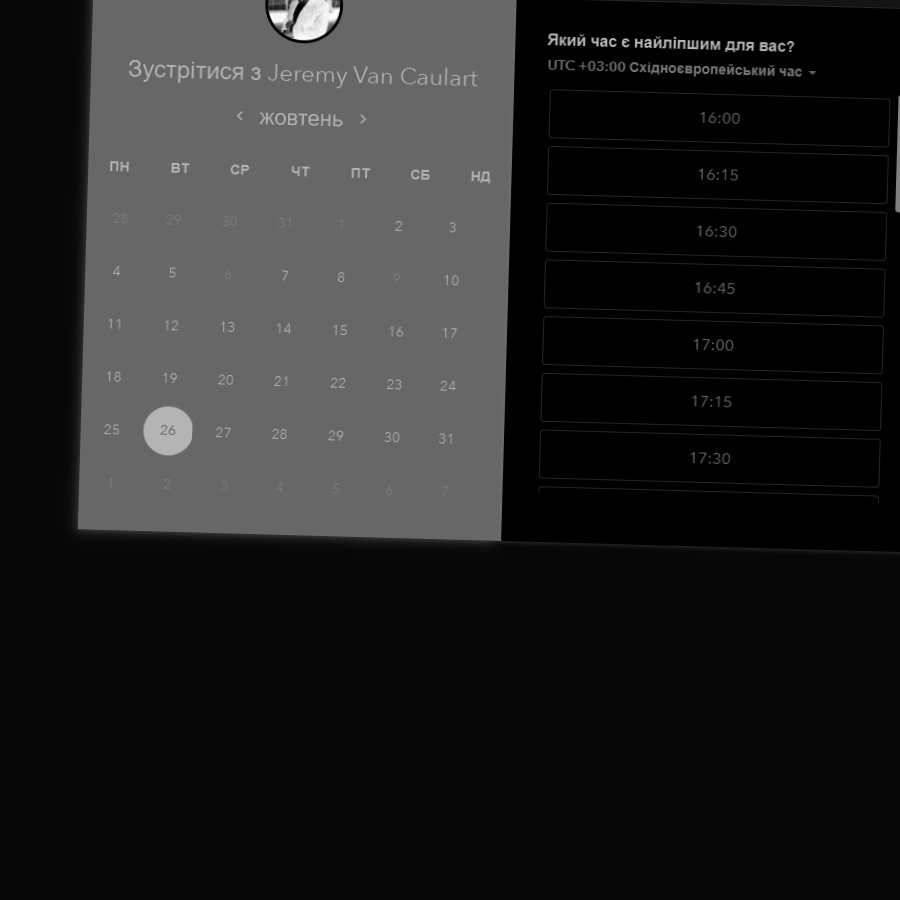 Зустрітися з Jeremy Van Caulart
‹ жовтень ›
ПН ВТ СР ЧТ ПТ СБ НД
28 29 30 31 1 2 3
4 5 6 7 8 9 10
11 12 13 14 15 16 17
18 19 20 21 22 23 24
25 26 27 28 29 30 31
1 2 3 4 5 6 7
Який час є найліпшим для вас?
UTC +03:00 Східноєвропейський час
16:00
16:15
16:30
16:45
17:00
17:15
17:30